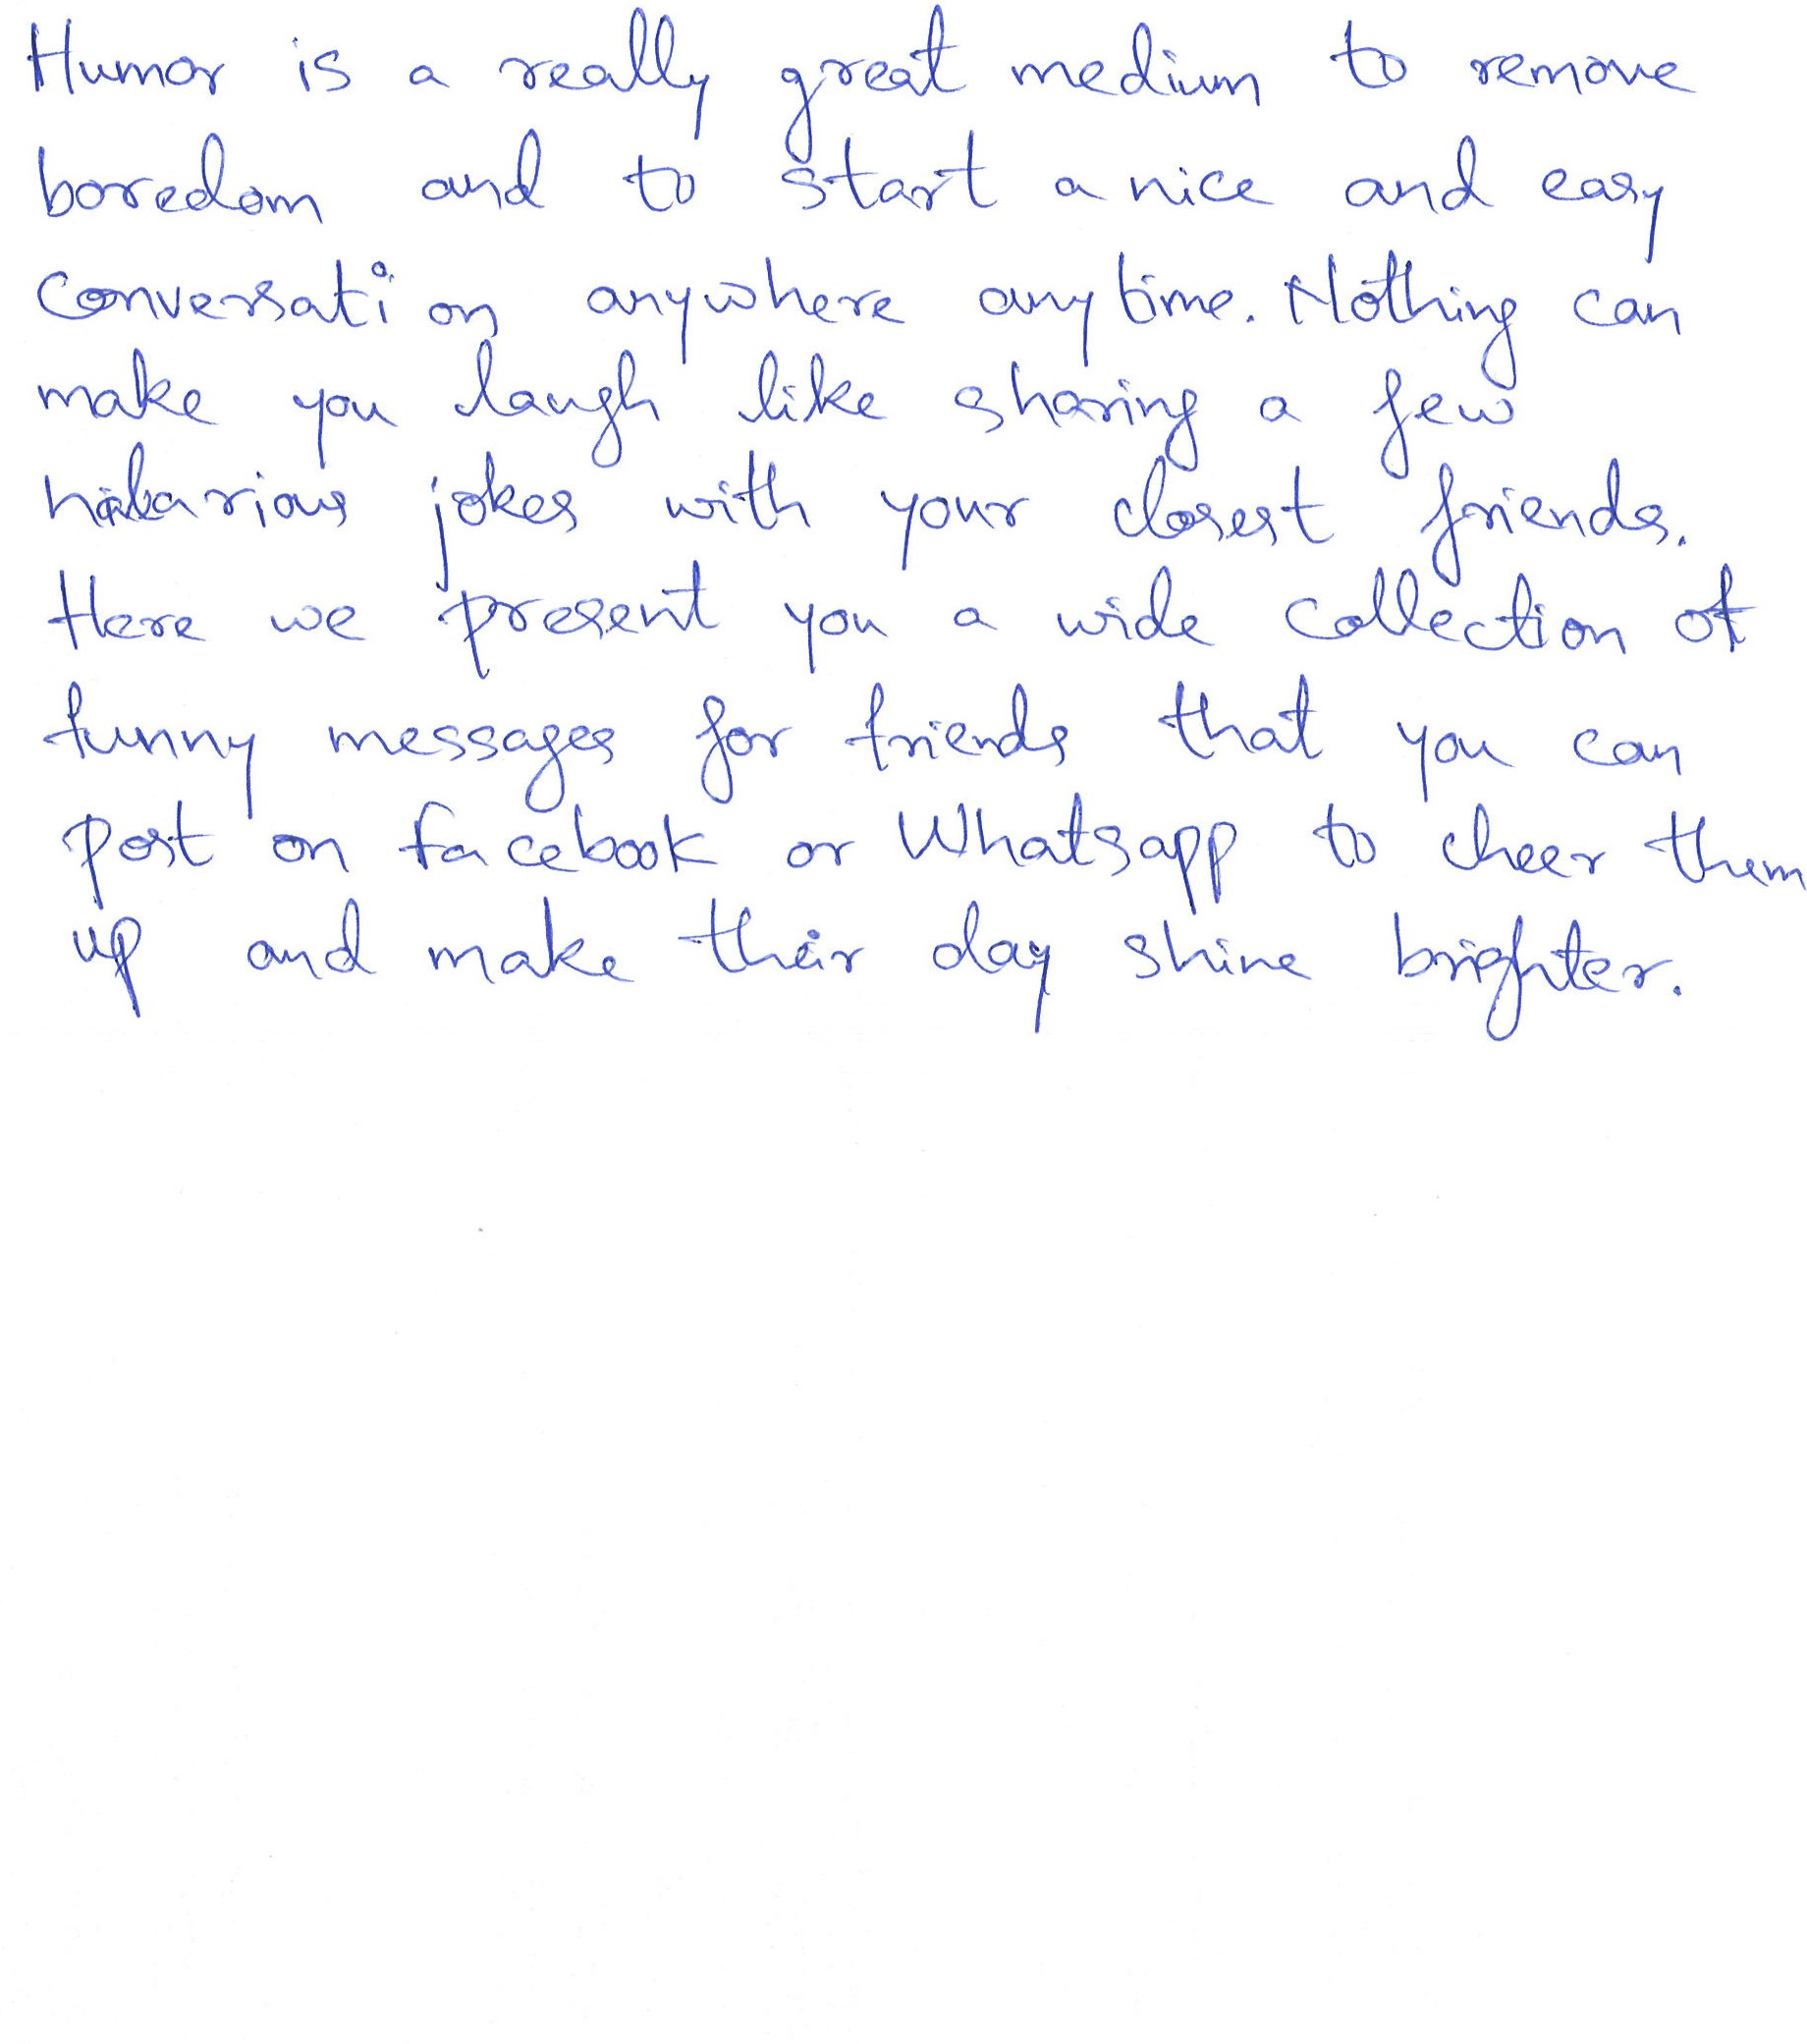 Humor is a really great medium to remove
boredom and to start a nice and easy
conversation anywhere anytime. Nothing can
make you laugh like sharing a few
hilarious jokes with your closest friends.
Here we present you a wide collection of
funny messages for friends that you can
post on facebook or Whatsapp to cheer them
up and make their day shine brighter.